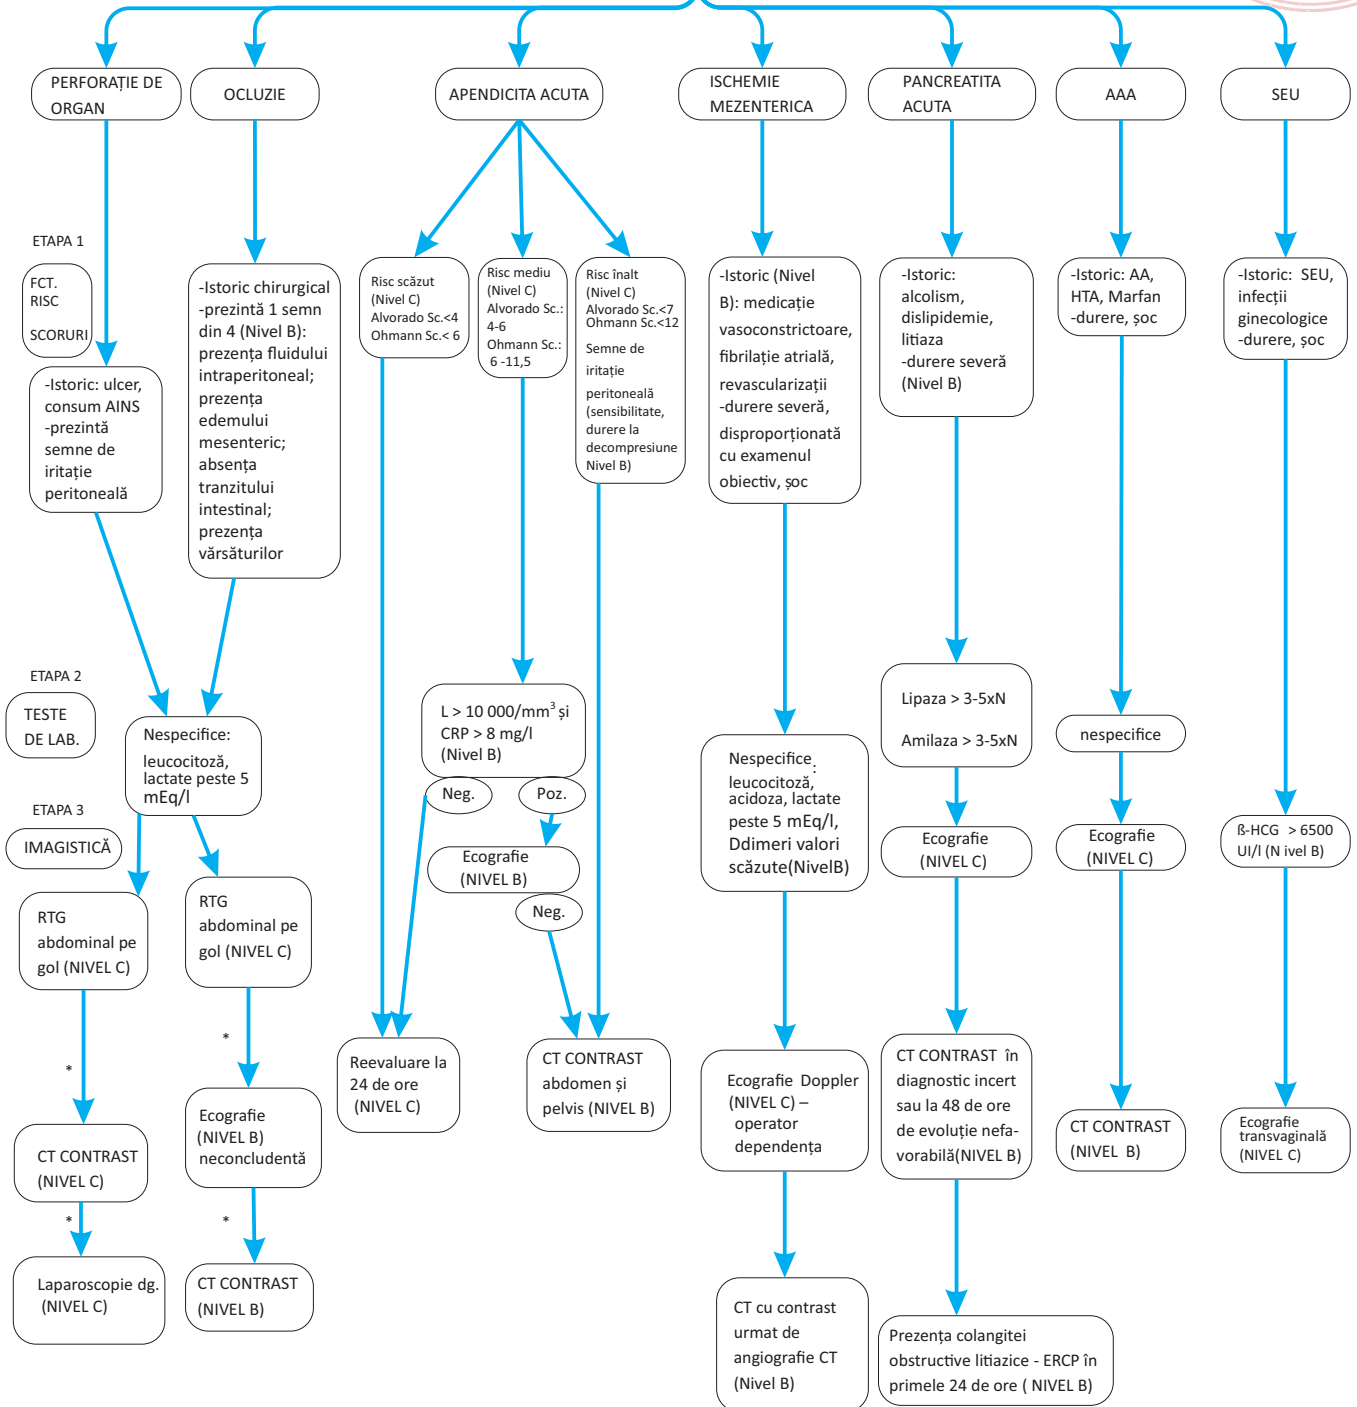 PERFORAȚIE DE
ORGAN
OCLUZIE
APENDICITA ACUTA
ISCHEMIE
MEZENTERICA
PANCREATITA
ACUTA
AAA
SEU
ETAPA 1
FCT.
RISC
SCORURI
-Istoric: ulcer,
consum AINS
-prezintă
semne de
iritație
peritoneală
-Istoric chirurgical
-prezintă 1 semn
din 4 (Nivel B):
prezența fluidului
intraperitoneal;
prezența
edemului
mesenteric;
absența
tranzitului
intestinal;
prezența
vărsăturilor
Risc scăzut
(Nivel C)
Alvorado Sc.<4
Ohmann Sc.< 6
Risc mediu
(Nivel C)
Alvorado Sc.:
4-6
Ohmann Sc.:
6 -11,5
Risc înalt
(Nivel C)
Alvorado Sc.<7
Ohmann Sc.<12
Semne de
iritație
peritoneală
(sensibilitate,
durere la
decompresiune
Nivel B)
-Istoric (Nivel
B): medicație
vasoconstrictoare,
fibrilație atrială,
revascularizații
-durere severă,
disproporționată
cu examenul
obiectiv, șoc
-Istoric:
alcolism,
dislipidemie,
litiaza
-durere severă
(Nivel B)
-Istoric: AA,
HTA, Marfan
-durere, șoc
-Istoric: SEU,
infecții
ginecologice
-durere, șoc
ETAPA 2
TESTE
DE LAB.
Nespecifice:
leucocitoză,
lactate peste 5
mEq/l
L > 10 000/mm³ și
CRP > 8 mg/l
(Nivel B)
Neg.
Poz.
Nespecifice:
leucocitoză,
acidoza, lactate
peste 5 mEq/l,
Ddimeri valori
scăzute(NivelB)
Lipaza > 3-5xN
Amilaza > 3-5xN
nespecifice
ß-HCG > 6500
UI/l (N ivel B)
ETAPA 3
IMAGISTICĂ
RTG
abdominal pe
gol (NIVEL C)
*
CT CONTRAST
(NIVEL C)
*
Laparoscopie dg.
(NIVEL C)
RTG
abdominal pe
gol (NIVEL C)
*
Ecografie
(NIVEL B)
neconcludentă
*
CT CONTRAST
(NIVEL B)
Ecografie
(NIVEL B)
Neg.
Reevaluare la
24 de ore
(NIVEL C)
CT CONTRAST
abdomen și
pelvis (NIVEL B)
Ecografie Doppler
(NIVEL C) –
operator
dependența
CT cu contrast
urmat de
angiografie CT
(Nivel B)
Ecografie
(NIVEL C)
CT CONTRAST în
diagnostic incert
sau la 48 de ore
de evoluție nefa-
vorabilă(NIVEL B)
Prezența colangitei
obstructive litiazice - ERCP în
primele 24 de ore ( NIVEL B)
Ecografie
(NIVEL C)
CT CONTRAST
(NIVEL B)
Ecografie
transvaginală
(NIVEL C)